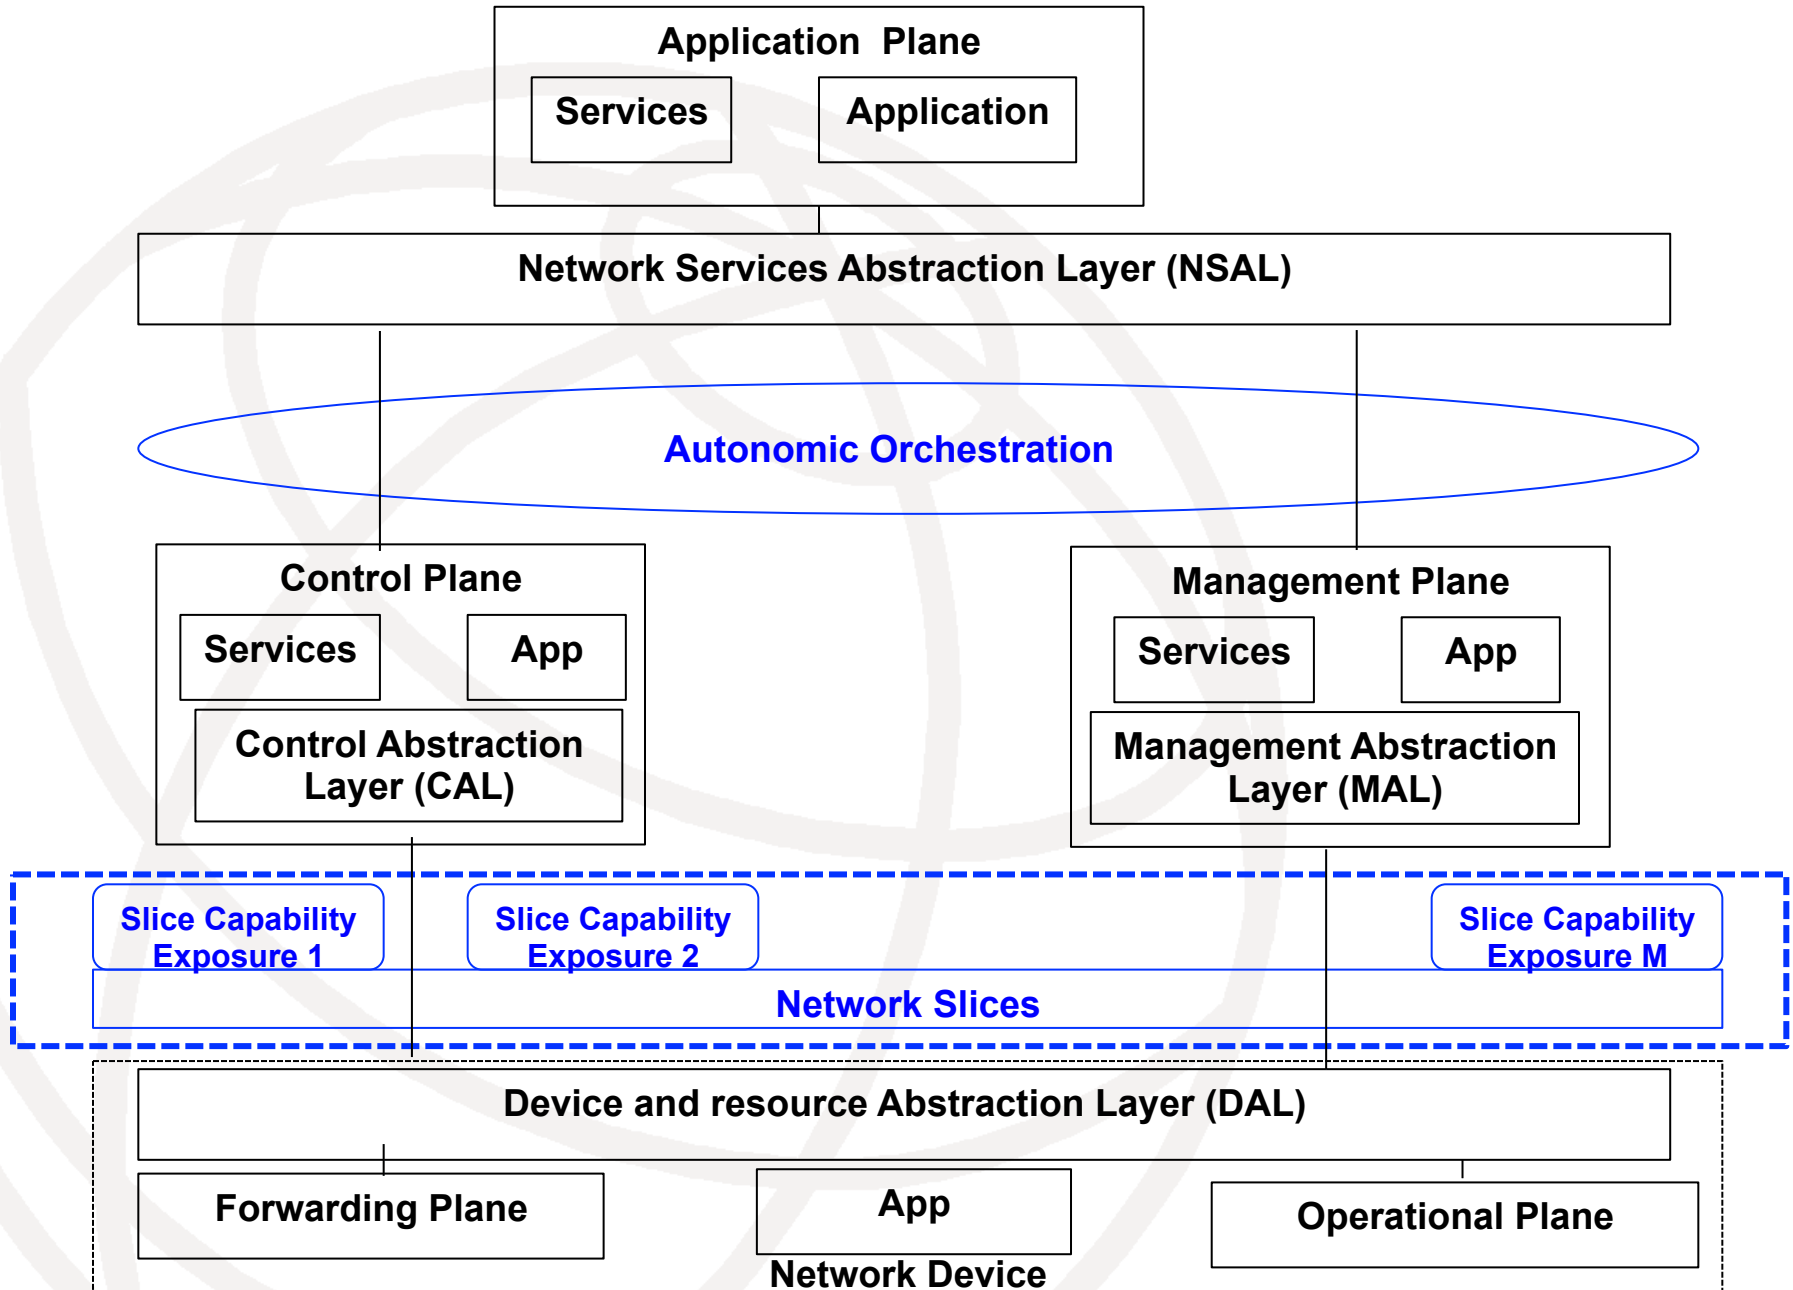 Application Plane
Services
Application
Network Services Abstraction Layer (NSAL)
Autonomic Orchestration
Control Plane
Services
App
Control Abstraction
Layer (CAL)
Management Plane
Services
App
Management Abstraction
Layer (MAL)
Slice Capability
Exposure 1
Slice Capability
Exposure 2
Slice Capability
Exposure M
Network Slices
Device and resource Abstraction Layer (DAL)
Forwarding Plane
App
Operational Plane
Network Device